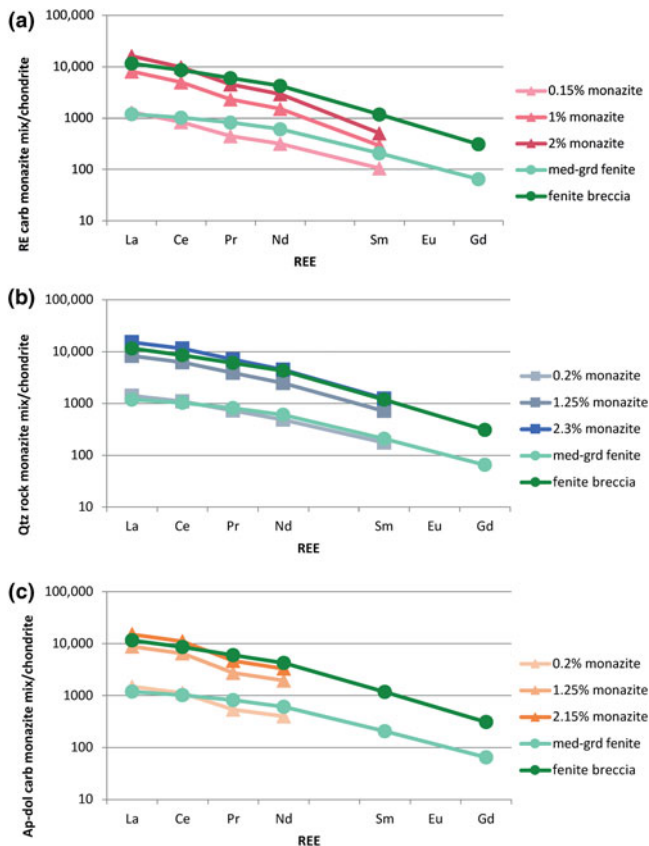 (a)
RE carb monazite mix/chondrite
100,000
10,000
1000
100
10
La Ce Pr Nd Sm Eu Gd
REE
0.15% monazite
1% monazite
2% monazite
med-grd fenite
fenite breccia
(b)
Qtz rock monazite mix/chondrite
100,000
10,000
1000
100
10
La Ce Pr Nd Sm Eu Gd
REE
0.2% monazite
1.25% monazite
2.3% monazite
med-grd fenite
fenite breccia
(c)
Ap-dol carb monazite mix/chondrite
100,000
10,000
1000
100
10
La Ce Pr Nd Sm Eu Gd
REE
0.2% monazite
1.25% monazite
2.15% monazite
med-grd fenite
fenite breccia